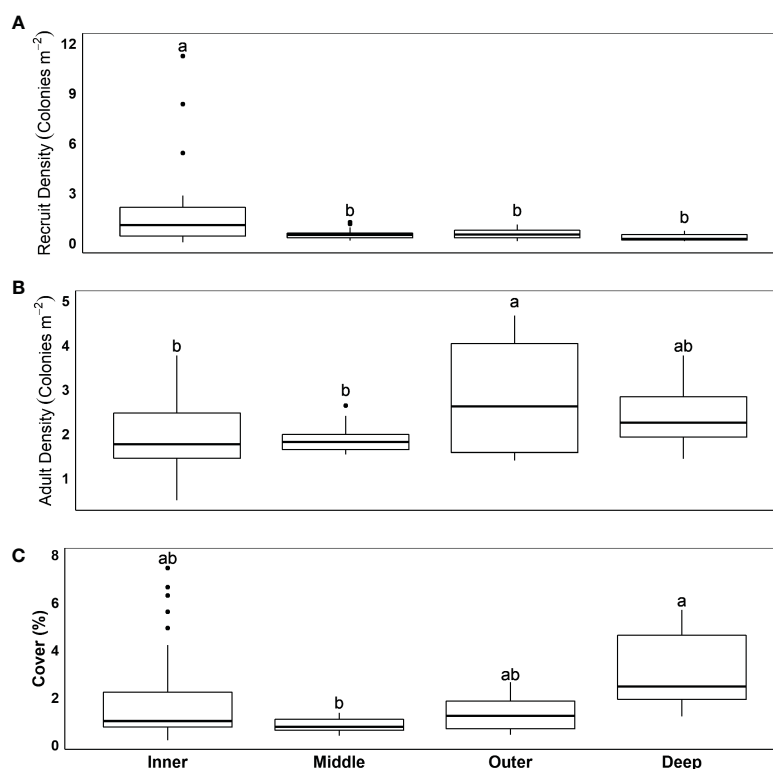 A
Recruit Density (Colonies m⁻²)
12
9
6
3
0
a
b
b
b
B
Adult Density (Colonies m⁻²)
5
4
3
2
1
b
b
a
ab
C
Cover (%)
8
6
4
2
0
ab
b
ab
a
Inner Middle Outer Deep